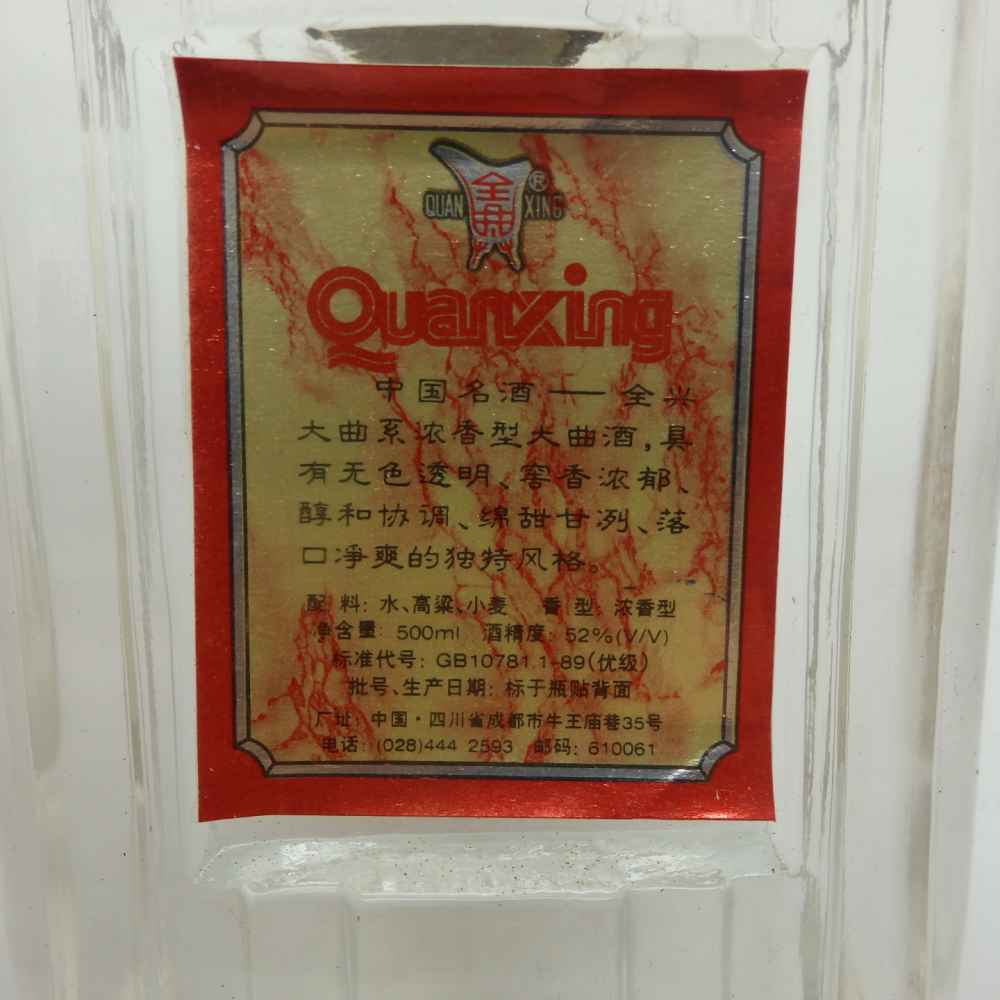 全兴
QUAN XING ®
Quanxing
中国名酒——全兴
大曲系浓香型大曲酒,具
有无色透明、窖香浓郁、
醇和协调、绵甜甘洌、落
口净爽的独特风格。
配 料: 水、高粱、小麦 香 型: 浓香型
净含量: 500ml 酒精度: 52%(V/V)
标准代号: GB10781.1-89(优级)
批号、生产日期: 标于瓶贴背面
厂址: 中国·四川省成都市牛王庙巷35号
电话: (028)444 2593 邮码: 610061